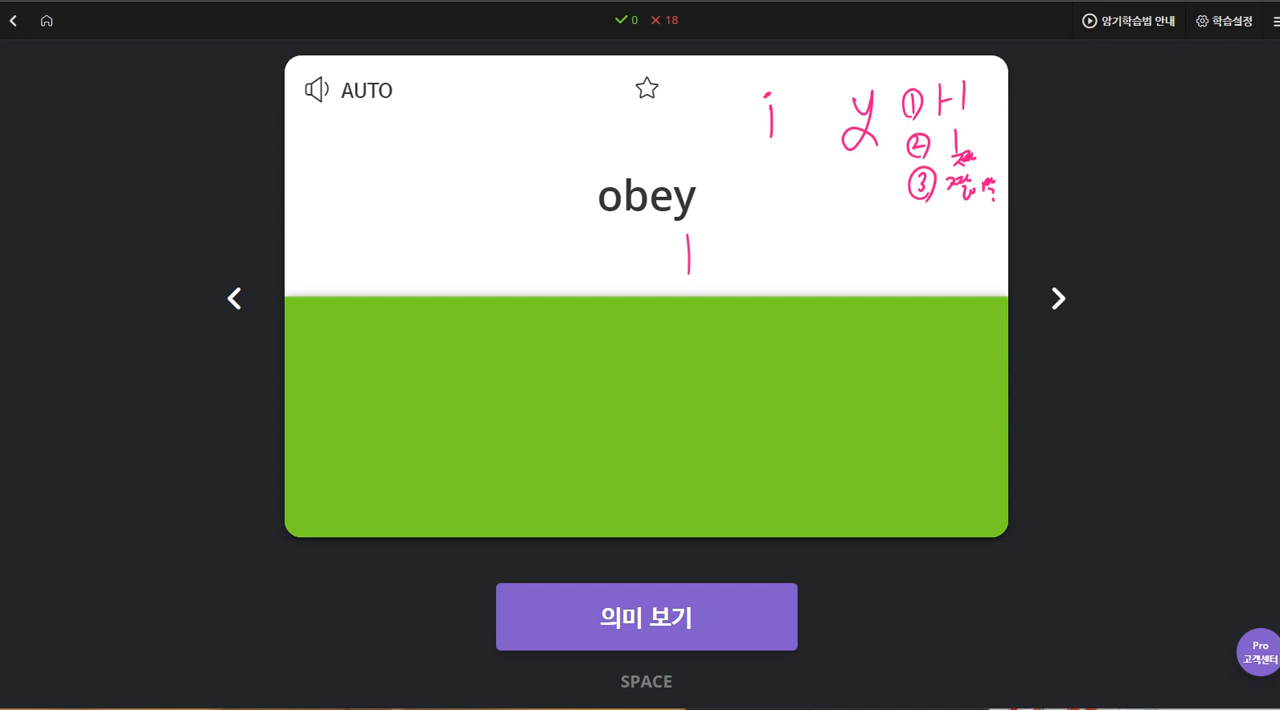 0 18 암기학습법 안내 학습설정
AUTO
i y ① ㅏㅣ
② ㅣ
③
obey
ㅣ
의미 보기
SPACE
Pro
고객센터